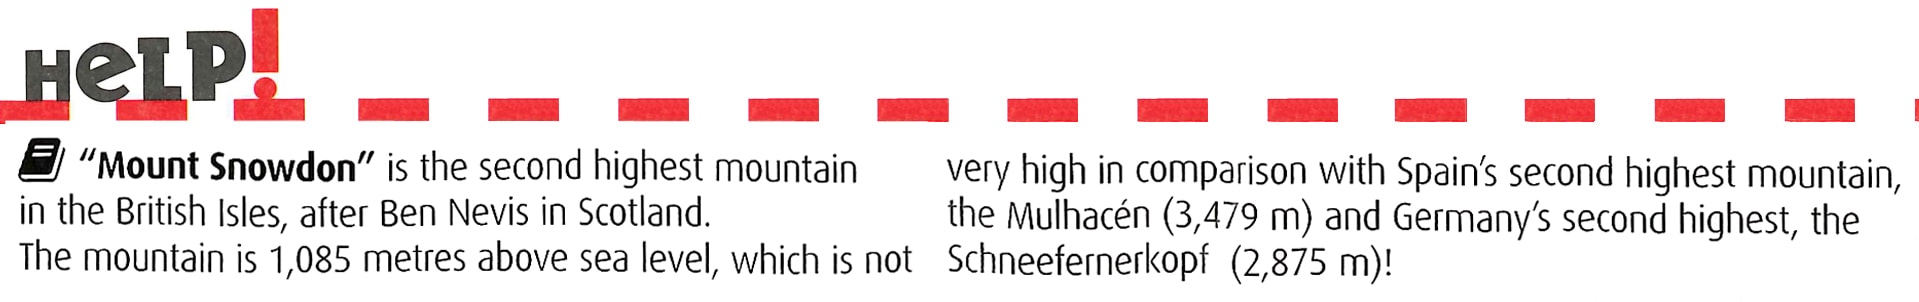 HeLP!
"Mount Snowdon" is the second highest mountain
in the British Isles, after Ben Nevis in Scotland.
The mountain is 1,085 metres above sea level, which is not
very high in comparison with Spain's second highest mountain,
the Mulhacén (3,479 m) and Germany's second highest, the
Schneefernerkopf (2,875 m)!